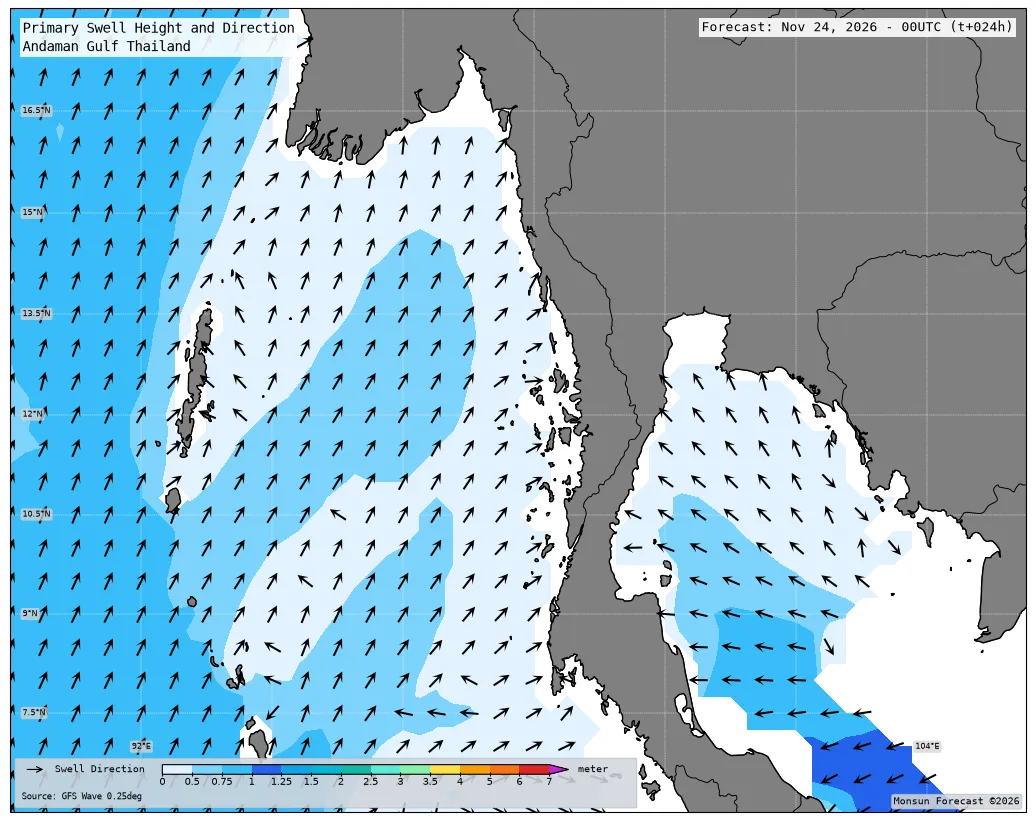 Primary Swell Height and Direction
Andaman Gulf Thailand
Forecast: Nov 24, 2026 - 00UTC (t+024h)
16.5°N
15°N
13.5°N
12°N
10.5°N
9°N
7.5°N
92°E
104°E
Swell Direction
0 0.5 0.75 1 1.25 1.5 2 2.5 3 3.5 4 5 6 7
meter
Source: GFS Wave 0.25deg
Monsun Forecast ©2026